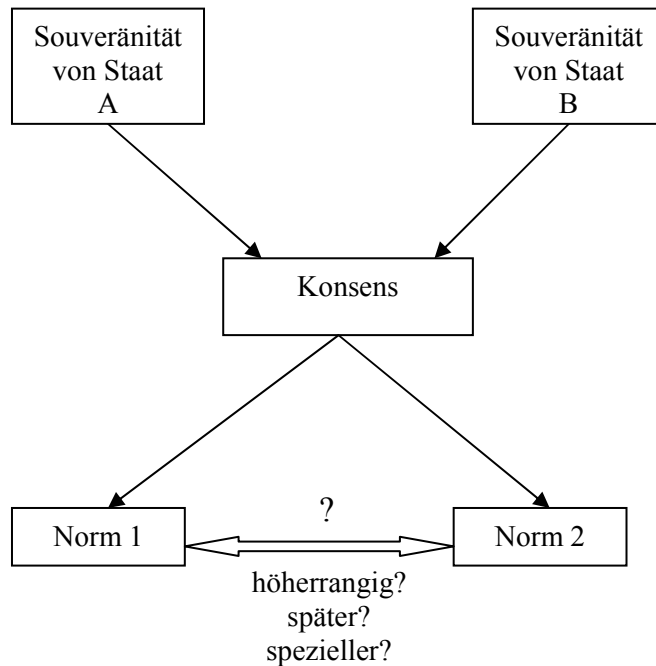 Souveränität
von Staat
A
Souveränität
von Staat
B
Konsens
?
Norm 1
Norm 2
höherrangig?
später?
spezieller?